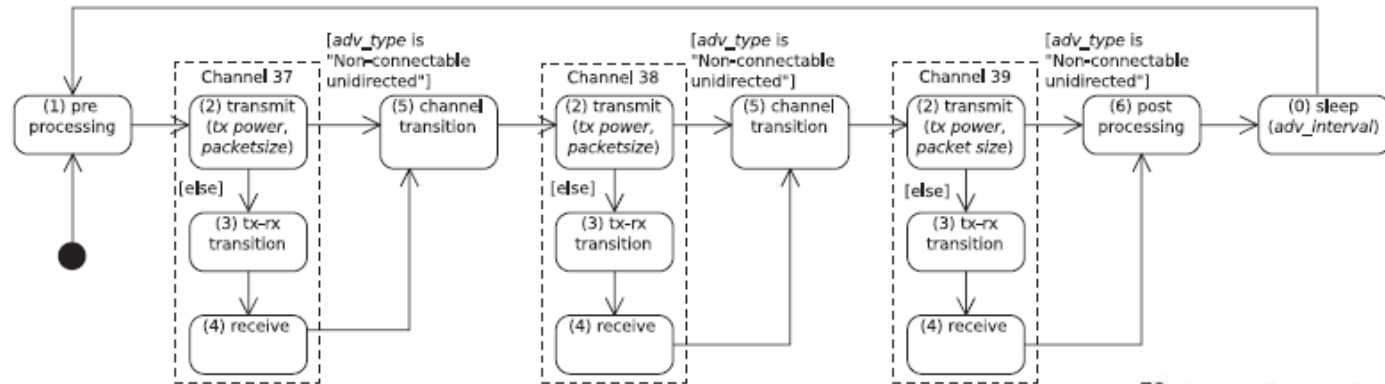 [adv_type is
"Non-connectable
unidirected"]
[adv_type is
"Non-connectable
unidirected"]
[adv_type is
"Non-connectable
unidirected"]
Channel 37
Channel 38
Channel 39
(1) pre
processing
(2) transmit
(tx power,
packetsize)
(5) channel
transition
(2) transmit
(tx power,
packetsize)
(5) channel
transition
(2) transmit
(tx power,
packet size)
(6) post
processing
(0) sleep
(adv_interval)
[else]
[else]
[else]
(3) tx-rx
transition
(3) tx-rx
transition
(3) tx-rx
transition
(4) receive
(4) receive
(4) receive